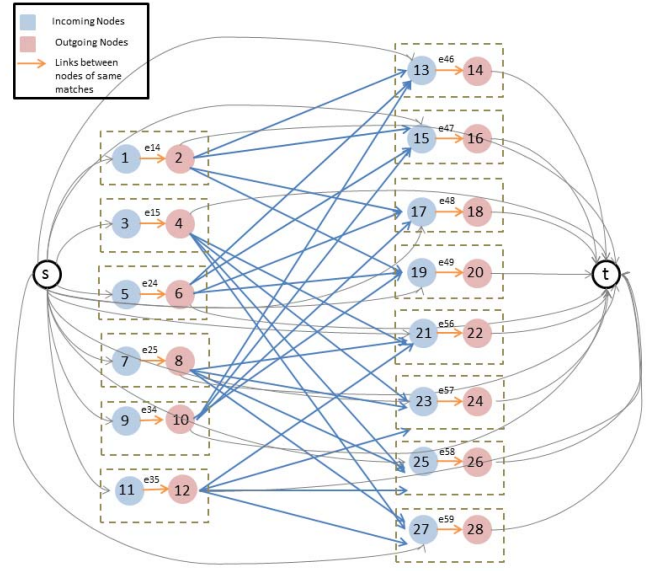 Incoming Nodes
Outgoing Nodes
Links between
nodes of same
matches
e46
13 14
e47
15 16
e14
1 2
e48
17 18
e15
3 4
e49
19 20
s
t
e24
5 6
e56
21 22
e25
7 8
e57
23 24
e34
9 10
e58
25 26
e35
11 12
e59
27 28